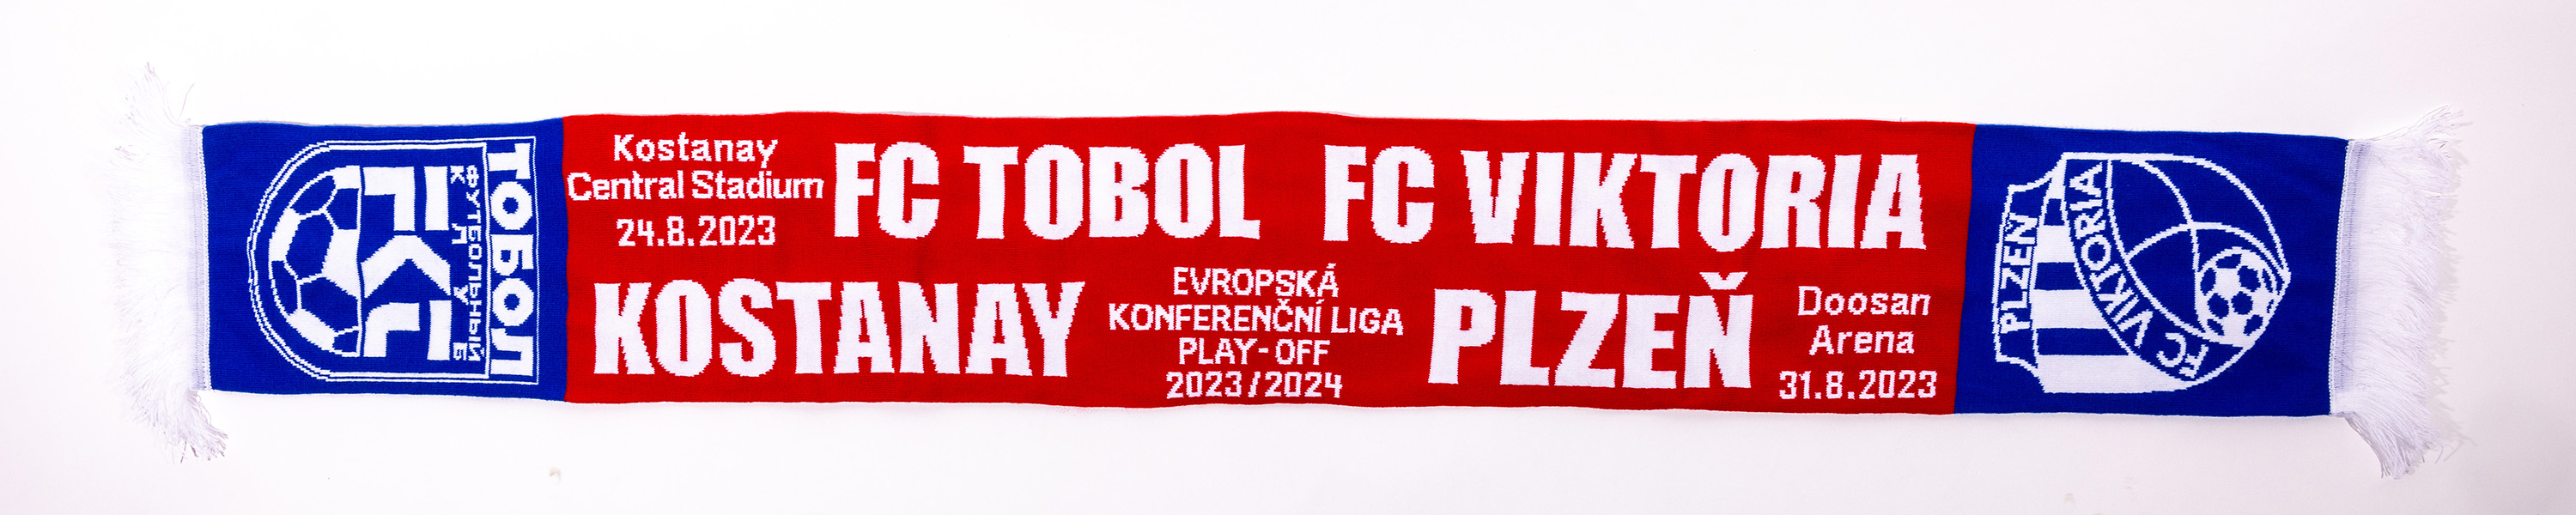 ТОБОЛ
ФУТБОЛЬНЫЙ
К Л У Б
Kostanay
Central Stadium
24.8.2023
FC TOBOL
KOSTANAY
EVROPSKÁ
KONFERENČNÍ LIGA
PLAY-OFF
2023/2024
FC VIKTORIA
PLZEŇ
Doosan
Arena
31.8.2023
PLZEŇ
FC VIKTORIA